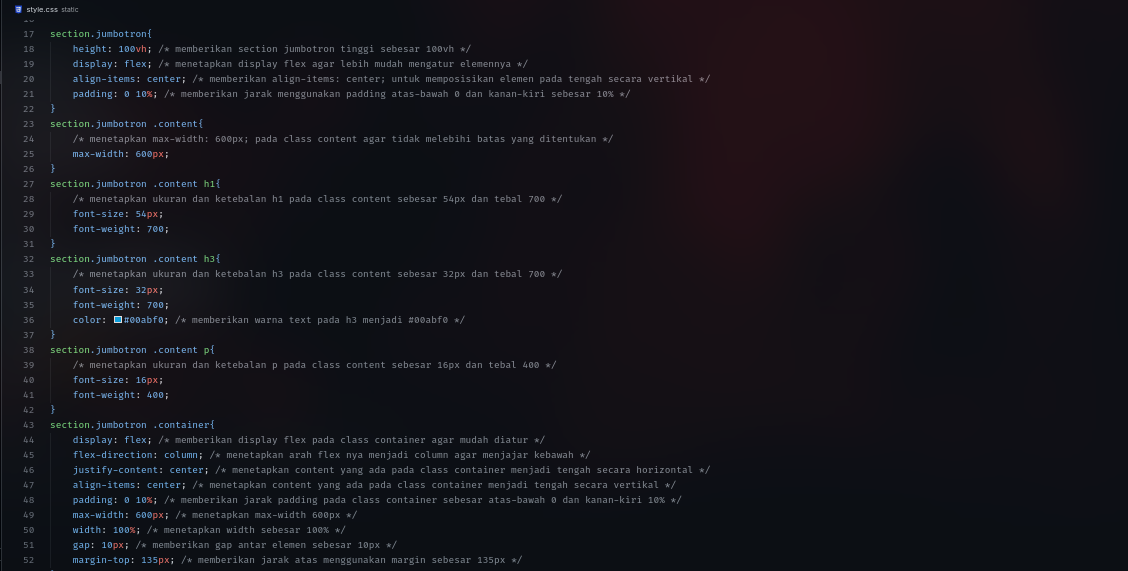 style.css static
17 section.jumbotron{
18 height: 100vh; /* memberikan section jumbotron tinggi sebesar 100vh */
19 display: flex; /* menetapkan display flex agar lebih mudah mengatur elemennya */
20 align-items: center; /* memberikan align-items: center; untuk memposisikan elemen pada tengah secara vertikal */
21 padding: 0 10%; /* memberikan jarak menggunakan padding atas-bawah 0 dan kanan-kiri sebesar 10% */
22 }
23 section.jumbotron .content{
24 /* menetapkan max-width: 600px; pada class content agar tidak melebihi batas yang ditentukan */
25 max-width: 600px;
26 }
27 section.jumbotron .content h1{
28 /* menetapkan ukuran dan ketebalan h1 pada class content sebesar 54px dan tebal 700 */
29 font-size: 54px;
30 font-weight: 700;
31 }
32 section.jumbotron .content h3{
33 /* menetapkan ukuran dan ketebalan h3 pada class content sebesar 32px dan tebal 700 */
34 font-size: 32px;
35 font-weight: 700;
36 color: #00abf0; /* memberikan warna text pada h3 menjadi #00abf0 */
37 }
38 section.jumbotron .content p{
39 /* menetapkan ukuran dan ketebalan p pada class content sebesar 16px dan tebal 400 */
40 font-size: 16px;
41 font-weight: 400;
42 }
43 section.jumbotron .container{
44 display: flex; /* memberikan display flex pada class container agar mudah diatur */
45 flex-direction: column; /* menetapkan arah flex nya menjadi column agar menjajar kebawah */
46 justify-content: center; /* menetapkan content yang ada pada class container menjadi tengah secara horizontal */
47 align-items: center; /* menetapkan content yang ada pada class container menjadi tengah secara vertikal */
48 padding: 0 10%; /* memberikan jarak padding pada class container sebesar atas-bawah 0 dan kanan-kiri 10% */
49 max-width: 600px; /* menetapkan max-width 600px */
50 width: 100%; /* menetapkan width sebesar 100% */
51 gap: 10px; /* memberikan gap antar elemen sebesar 10px */
52 margin-top: 135px; /* memberikan jarak atas menggunakan margin sebesar 135px */